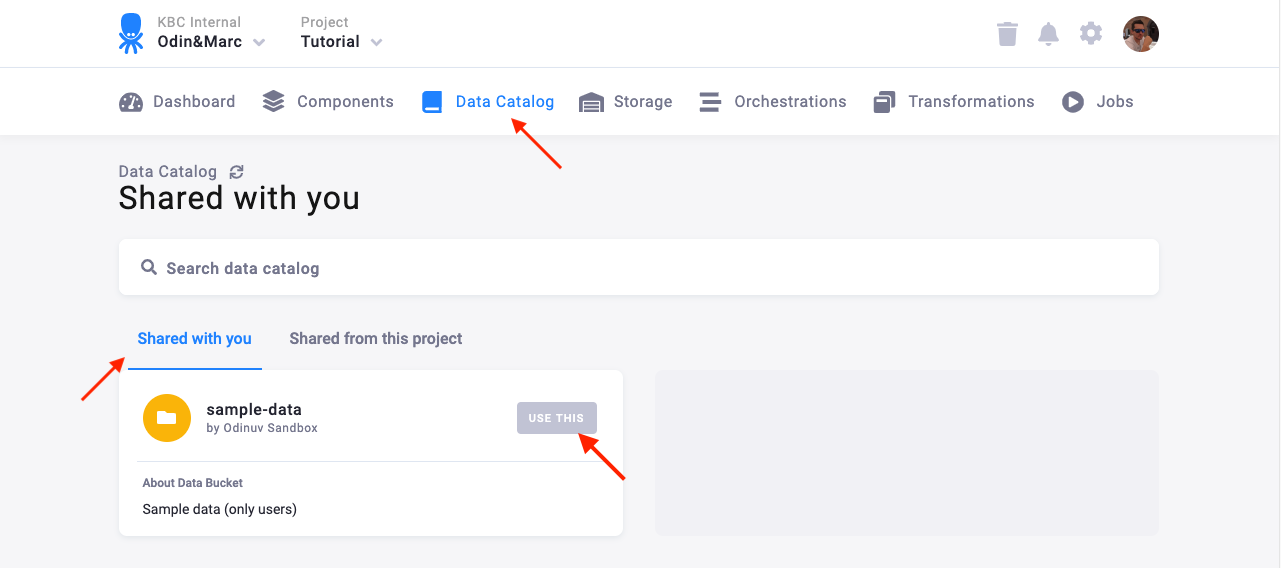 KBC Internal
Odin&Marc
Project
Tutorial
Dashboard
Components
Data Catalog
Storage
Orchestrations
Transformations
Jobs
Data Catalog
Shared with you
Search data catalog
Shared with you
Shared from this project
sample-data
by Odinuv Sandbox
USE THIS
About Data Bucket
Sample data (only users)